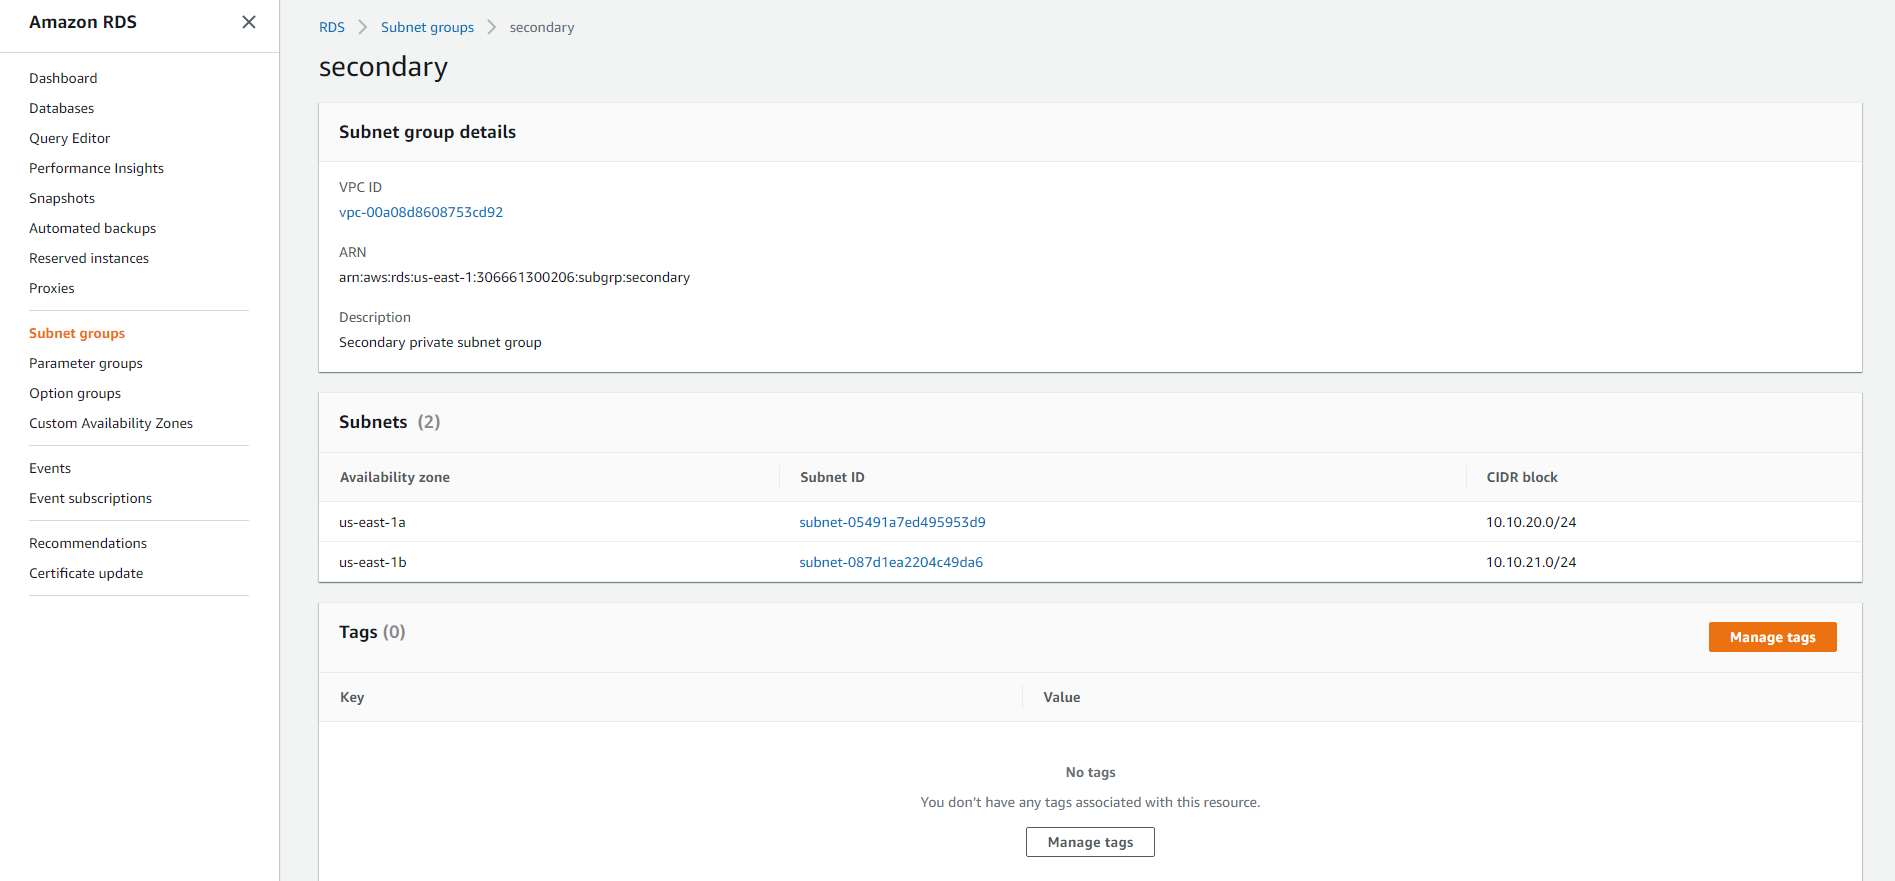 Amazon RDS
Dashboard
Databases
Query Editor
Performance Insights
Snapshots
Automated backups
Reserved instances
Proxies
Subnet groups
Parameter groups
Option groups
Custom Availability Zones
Events
Event subscriptions
Recommendations
Certificate update
RDS Subnet groups secondary
secondary
Subnet group details
VPC ID
vpc-00a08d8608753cd92
ARN
arn:aws:rds:us-east-1:306661300206:subgrp:secondary
Description
Secondary private subnet group
Subnets (2)
Availability zone Subnet ID CIDR block
us-east-1a subnet-05491a7ed495953d9 10.10.20.0/24
us-east-1b subnet-087d1ea2204c49da6 10.10.21.0/24
Tags (0) Manage tags
Key Value
No tags
You don’t have any tags associated with this resource.
Manage tags